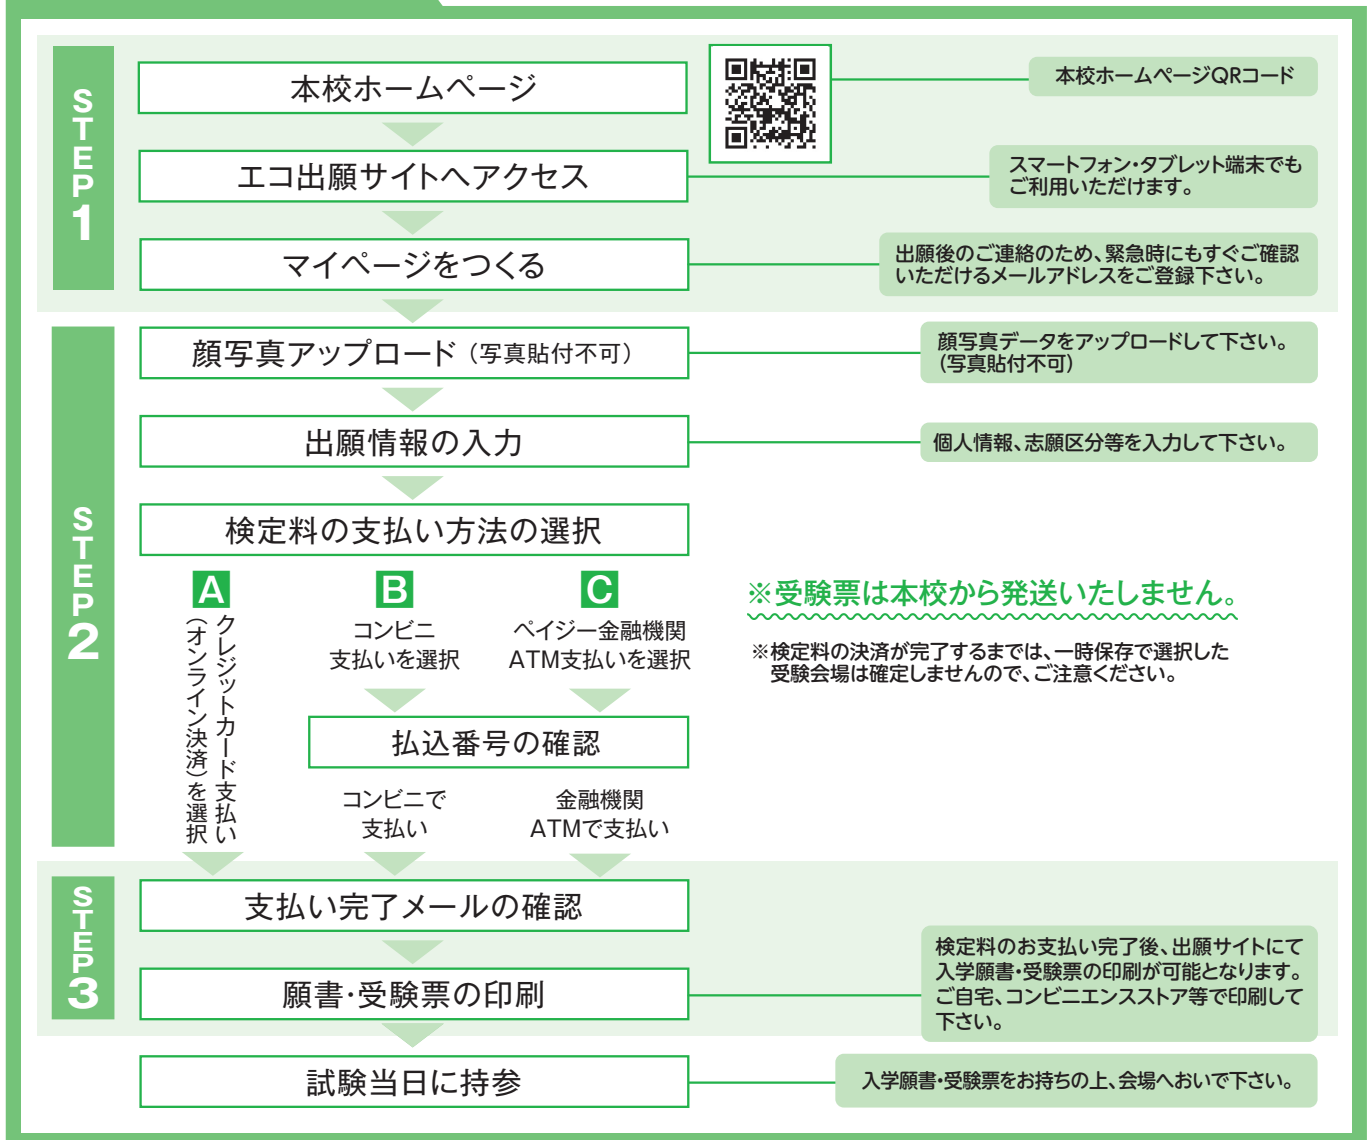 STEP1
本校ホームページ
本校ホームページQRコード
エコ出願サイトへアクセス
スマートフォン・タブレット端末でも
ご利用いただけます。
マイページをつくる
出願後のご連絡のため、緊急時にもすぐご確認
いただけるメールアドレスをご登録下さい。
STEP2
顔写真アップロード（写真貼付不可）
顔写真データをアップロードして下さい。
（写真貼付不可）
出願情報の入力
個人情報、志願区分等を入力して下さい。
検定料の支払い方法の選択
A
クレジットカード支払い
（オンライン決済）を選択
B
コンビニ
支払いを選択
C
ペイジー金融機関
ATM支払いを選択
払込番号の確認
コンビニで
支払い
金融機関
ATMで支払い
※受験票は本校から発送いたしません。
※検定料の決済が完了するまでは、一時保存で選択した
受験会場は確定しませんので、ご注意ください。
STEP3
支払い完了メールの確認
願書・受験票の印刷
検定料のお支払い完了後、出願サイトにて
入学願書・受験票の印刷が可能となります。
ご自宅、コンビニエンスストア等で印刷して
下さい。
試験当日に持参
入学願書・受験票をお持ちの上、会場へおいで下さい。